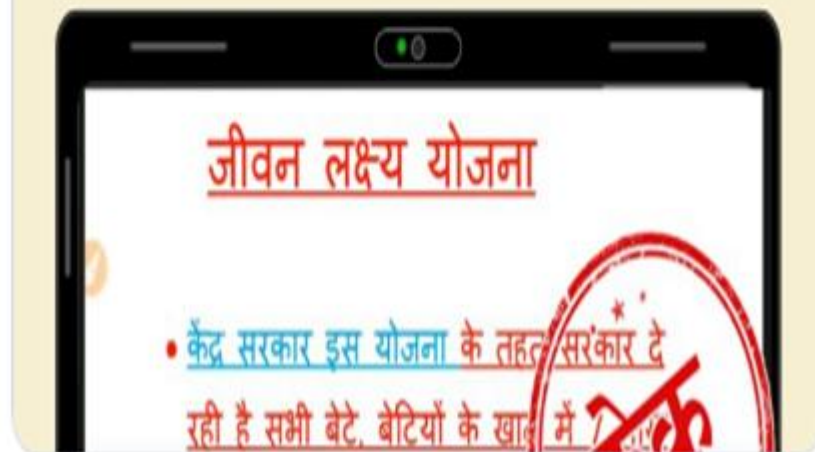 जीवन लक्ष्य योजना
• केंद्र सरकार इस योजना के तहत सरकार दे
रही है सभी बेटे, बेटियों के खाते में